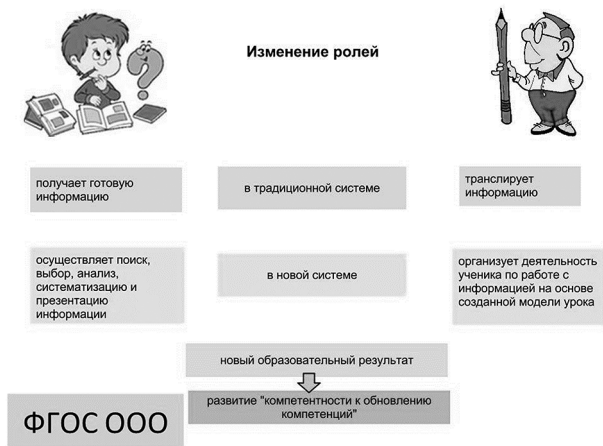 Изменение ролей
получает готовую
информацию
в традиционной системе
транслирует
информацию
осуществляет поиск,
выбор, анализ,
систематизацию и
презентацию
информации
в новой системе
организует деятельность
ученика по работе с
информацией на основе
созданной модели урока
новый образовательный результат
развитие "компетентности к обновлению
компетенций"
ФГОС ООО